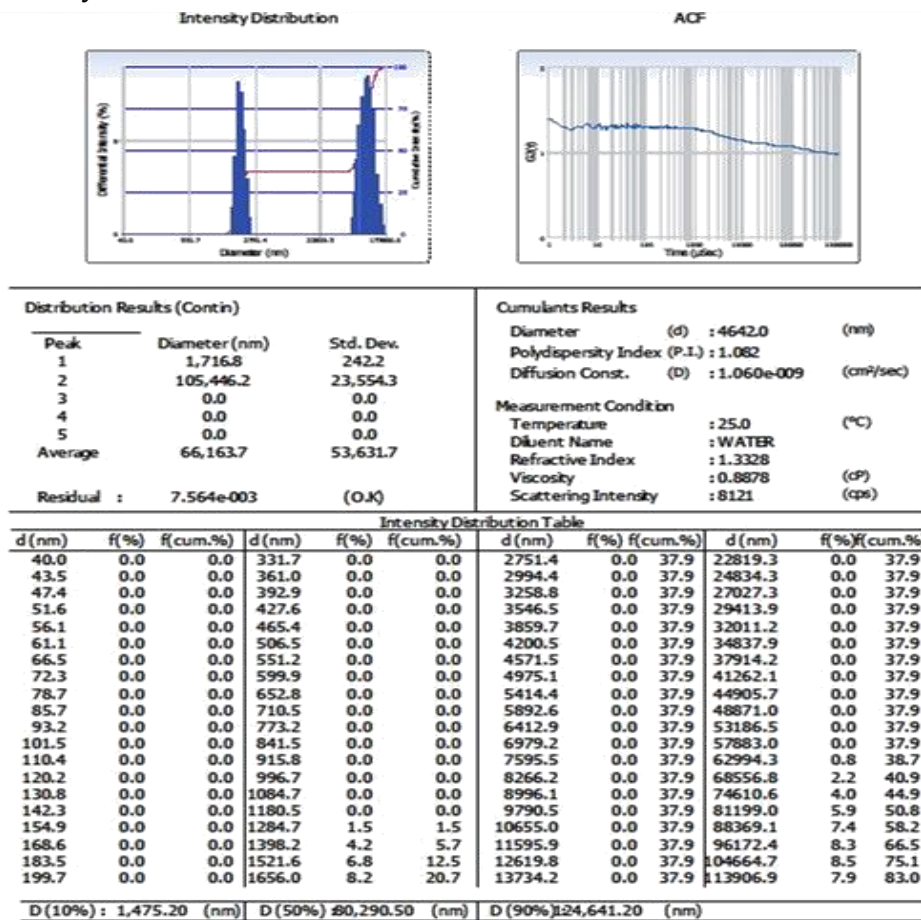 Intensity Distribution
ACF
Differential Intensity (%)
Cumulative Intensity(%)
Diameter (nm)
G2(τ)
Time (µSec)
Distribution Results (Contin)
Peak Diameter (nm) Std. Dev.
1 1,716.8 242.2
2 105,446.2 23,554.3
3 0.0 0.0
4 0.0 0.0
5 0.0 0.0
Average 66,163.7 53,631.7
Residual : 7.564e-003 (O.K)
Cumulants Results
Diameter (d) : 4642.0 (nm)
Polydispersity Index (P.I.) : 1.082
Diffusion Const. (D) : 1.060e-009 (cm²/sec)
Measurement Condition
Temperature : 25.0 (°C)
Diluent Name : WATER
Refractive Index : 1.3328
Viscosity : 0.8878 (cP)
Scattering Intensity : 8121 (cps)
Intensity Distribution Table
d (nm) f(%) f(cum.%) d (nm) f(%) f(cum.%) d (nm) f(%) f(cum.%) d (nm) f(%) f(cum.%)
40.0 0.0 0.0 331.7 0.0 0.0 2751.4 0.0 37.9 22819.3 0.0 37.9
43.5 0.0 0.0 361.0 0.0 0.0 2994.4 0.0 37.9 24834.3 0.0 37.9
47.4 0.0 0.0 392.9 0.0 0.0 3258.8 0.0 37.9 27027.3 0.0 37.9
51.6 0.0 0.0 427.6 0.0 0.0 3546.5 0.0 37.9 29413.9 0.0 37.9
56.1 0.0 0.0 465.4 0.0 0.0 3859.7 0.0 37.9 32011.2 0.0 37.9
61.1 0.0 0.0 506.5 0.0 0.0 4200.5 0.0 37.9 34837.9 0.0 37.9
66.5 0.0 0.0 551.2 0.0 0.0 4571.5 0.0 37.9 37914.2 0.0 37.9
72.3 0.0 0.0 599.9 0.0 0.0 4975.1 0.0 37.9 41262.1 0.0 37.9
78.7 0.0 0.0 652.8 0.0 0.0 5414.4 0.0 37.9 44905.7 0.0 37.9
85.7 0.0 0.0 710.5 0.0 0.0 5892.6 0.0 37.9 48871.0 0.0 37.9
93.2 0.0 0.0 773.2 0.0 0.0 6412.9 0.0 37.9 53186.5 0.0 37.9
101.5 0.0 0.0 841.5 0.0 0.0 6979.2 0.0 37.9 57883.0 0.0 37.9
110.4 0.0 0.0 915.8 0.0 0.0 7595.5 0.0 37.9 62994.3 0.8 38.7
120.2 0.0 0.0 996.7 0.0 0.0 8266.2 0.0 37.9 68556.8 2.2 40.9
130.8 0.0 0.0 1084.7 0.0 0.0 8996.1 0.0 37.9 74610.6 4.0 44.9
142.3 0.0 0.0 1180.5 0.0 0.0 9790.5 0.0 37.9 81199.0 5.9 50.8
154.9 0.0 0.0 1284.7 1.5 1.5 10655.0 0.0 37.9 88369.1 7.4 58.2
168.6 0.0 0.0 1398.2 4.2 5.7 11595.9 0.0 37.9 96172.4 8.3 66.5
183.5 0.0 0.0 1521.6 6.8 12.5 12619.8 0.0 37.9 104664.7 8.5 75.1
199.7 0.0 0.0 1656.0 8.2 20.7 13734.2 0.0 37.9 113906.9 7.9 83.0
D (10%) : 1,475.20 (nm) D (50%) : 80,290.50 (nm) D (90%) : 124,641.20 (nm)